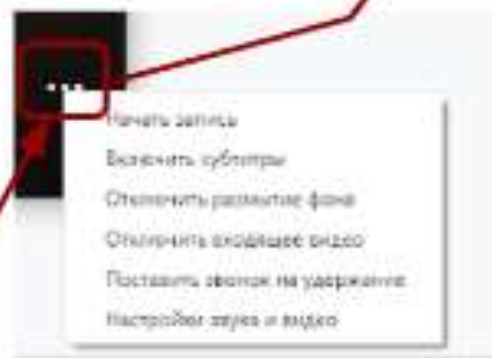 Начать запись
Включить субтитры
Отключить размытие фона
Отключить входящее видео
Поставить звонок на удержание
Настройки звука и видео